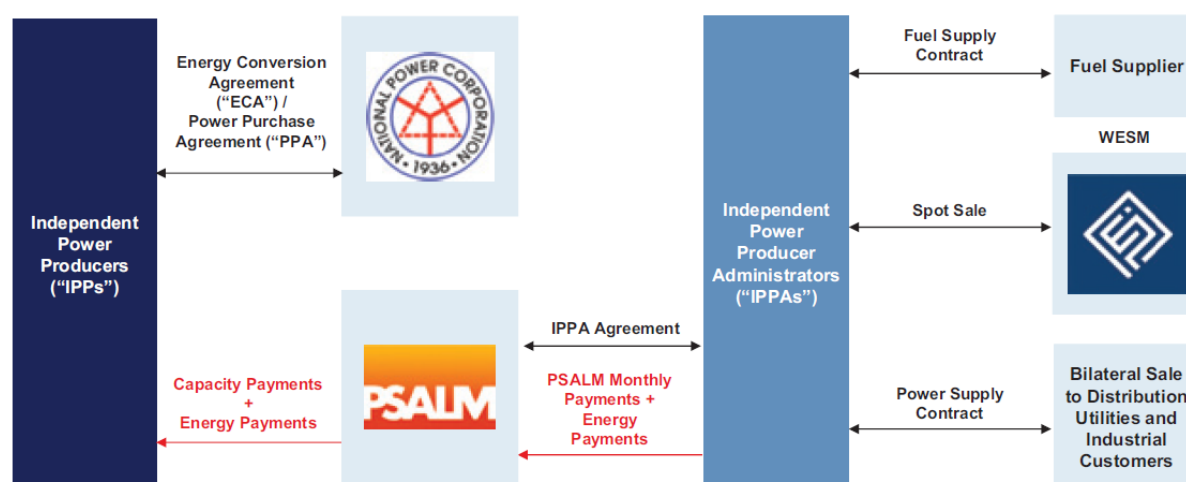 Energy Conversion
Agreement
(“ECA”) /
Power Purchase
Agreement (“PPA”)
NATIONAL POWER CORPORATION
• 1936 •
Independent
Power
Producers
(“IPPs”)
Capacity Payments
+
Energy Payments
PSALM
IPPA Agreement
PSALM Monthly
Payments +
Energy
Payments
Independent
Power
Producer
Administrators
(“IPPAs”)
Fuel Supply
Contract
Fuel Supplier
WESM
Spot Sale
Power Supply
Contract
Bilateral Sale
to Distribution
Utilities and
Industrial
Customers